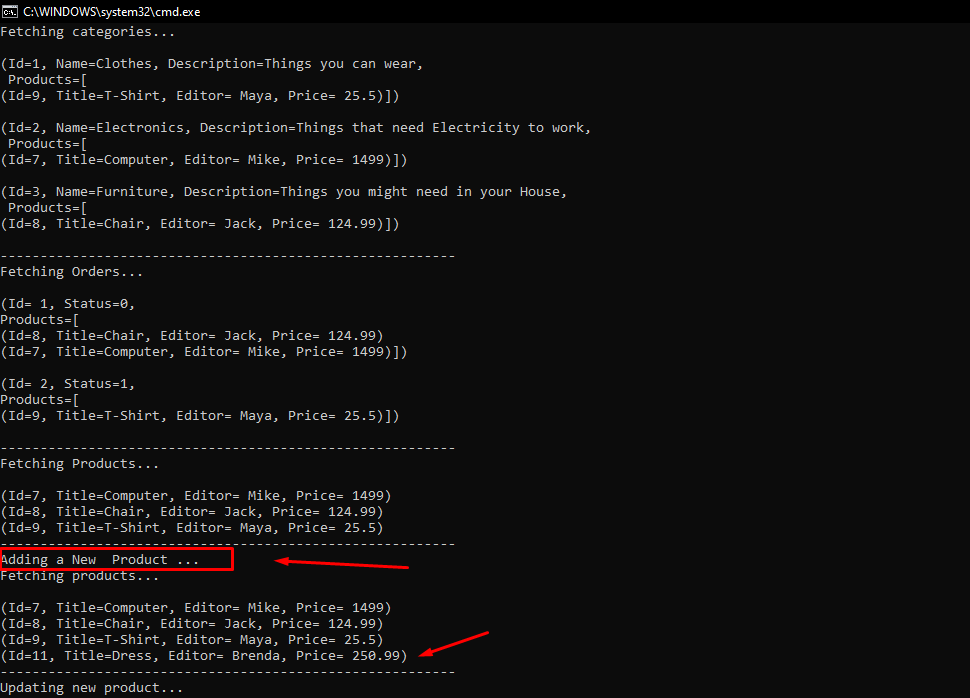 C:\WINDOWS\system32\cmd.exe
Fetching categories...
(Id=1, Name=Clothes, Description=Things you can wear,
Products=[
(Id=9, Title=T-Shirt, Editor= Maya, Price= 25.5)])
(Id=2, Name=Electronics, Description=Things that need Electricity to work,
Products=[
(Id=7, Title=Computer, Editor= Mike, Price= 1499)])
(Id=3, Name=Furniture, Description=Things you might need in your House,
Products=[
(Id=8, Title=Chair, Editor= Jack, Price= 124.99)])
---------------------------------------------------------
Fetching Orders...
(Id= 1, Status=0,
Products=[
(Id=8, Title=Chair, Editor= Jack, Price= 124.99)
(Id=7, Title=Computer, Editor= Mike, Price= 1499)])
(Id= 2, Status=1,
Products=[
(Id=9, Title=T-Shirt, Editor= Maya, Price= 25.5)])
---------------------------------------------------------
Fetching Products...
(Id=7, Title=Computer, Editor= Mike, Price= 1499)
(Id=8, Title=Chair, Editor= Jack, Price= 124.99)
(Id=9, Title=T-Shirt, Editor= Maya, Price= 25.5)
---------------------------------------------------------
Adding a New  Product ...
Fetching products...
(Id=7, Title=Computer, Editor= Mike, Price= 1499)
(Id=8, Title=Chair, Editor= Jack, Price= 124.99)
(Id=9, Title=T-Shirt, Editor= Maya, Price= 25.5)
(Id=11, Title=Dress, Editor= Brenda, Price= 250.99)
---------------------------------------------------------
Updating new product...